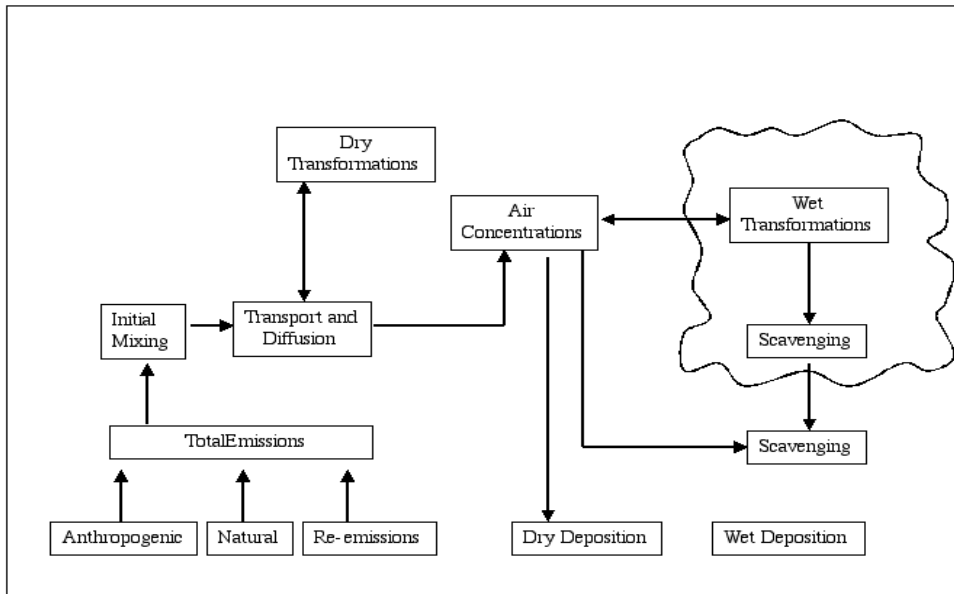 Dry
Transformations
Air
Concentrations
Wet
Transformations
Initial
Mixing
Transport and
Diffusion
Scavenging
TotalEmissions
Scavenging
Anthropogenic
Natural
Re-emissions
Dry Deposition
Wet Deposition